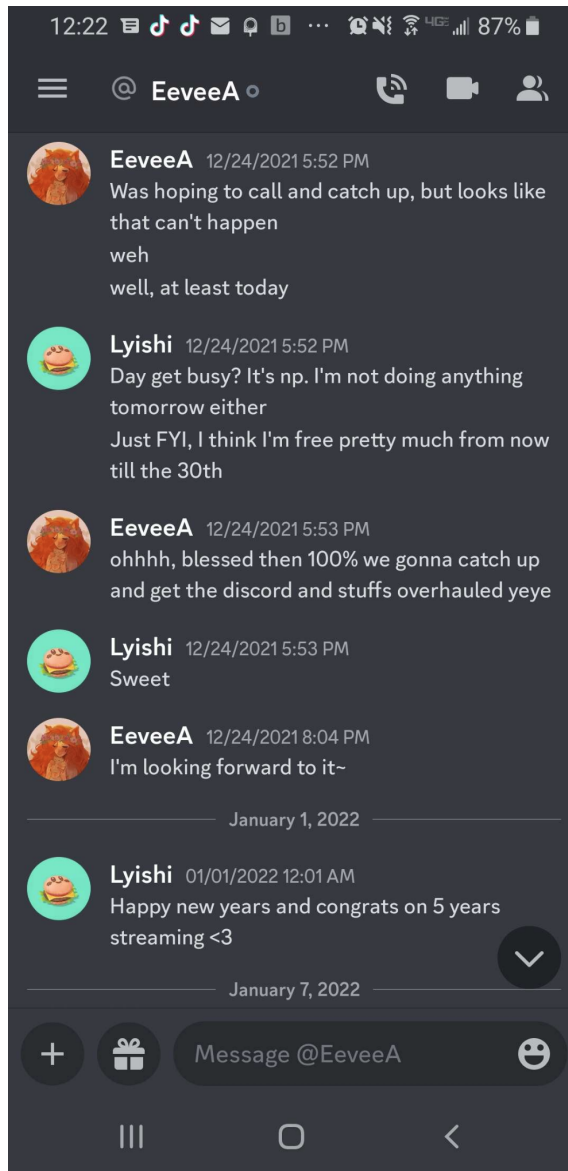 12:22 4GE 87%
@ EeveeA
EeveeA 12/24/2021 5:52 PM
Was hoping to call and catch up, but looks like
that can't happen
weh
well, at least today
Lyishi 12/24/2021 5:52 PM
Day get busy? It's np. I'm not doing anything
tomorrow either
Just FYI, I think I'm free pretty much from now
till the 30th
EeveeA 12/24/2021 5:53 PM
ohhhh, blessed then 100% we gonna catch up
and get the discord and stuffs overhauled yeye
Lyishi 12/24/2021 5:53 PM
Sweet
EeveeA 12/24/2021 8:04 PM
I'm looking forward to it~
January 1, 2022
Lyishi 01/01/2022 12:01 AM
Happy new years and congrats on 5 years
streaming <3
January 7, 2022
Message @EeveeA